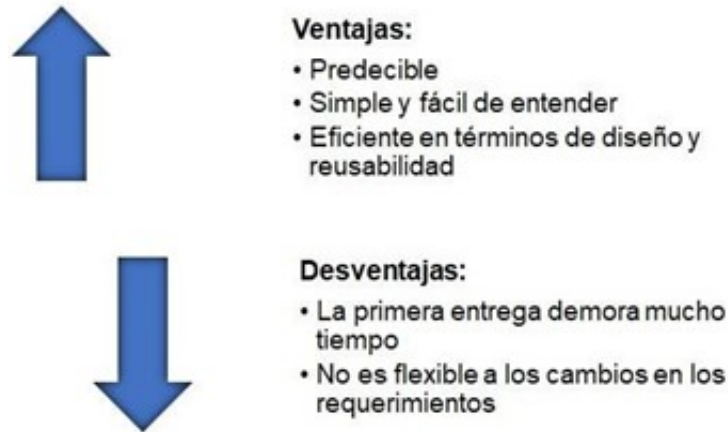 Ventajas:
• Predecible
• Simple y fácil de entender
• Eficiente en términos de diseño y
reusabilidad
Desventajas:
• La primera entrega demora mucho
tiempo
• No es flexible a los cambios en los
requerimientos